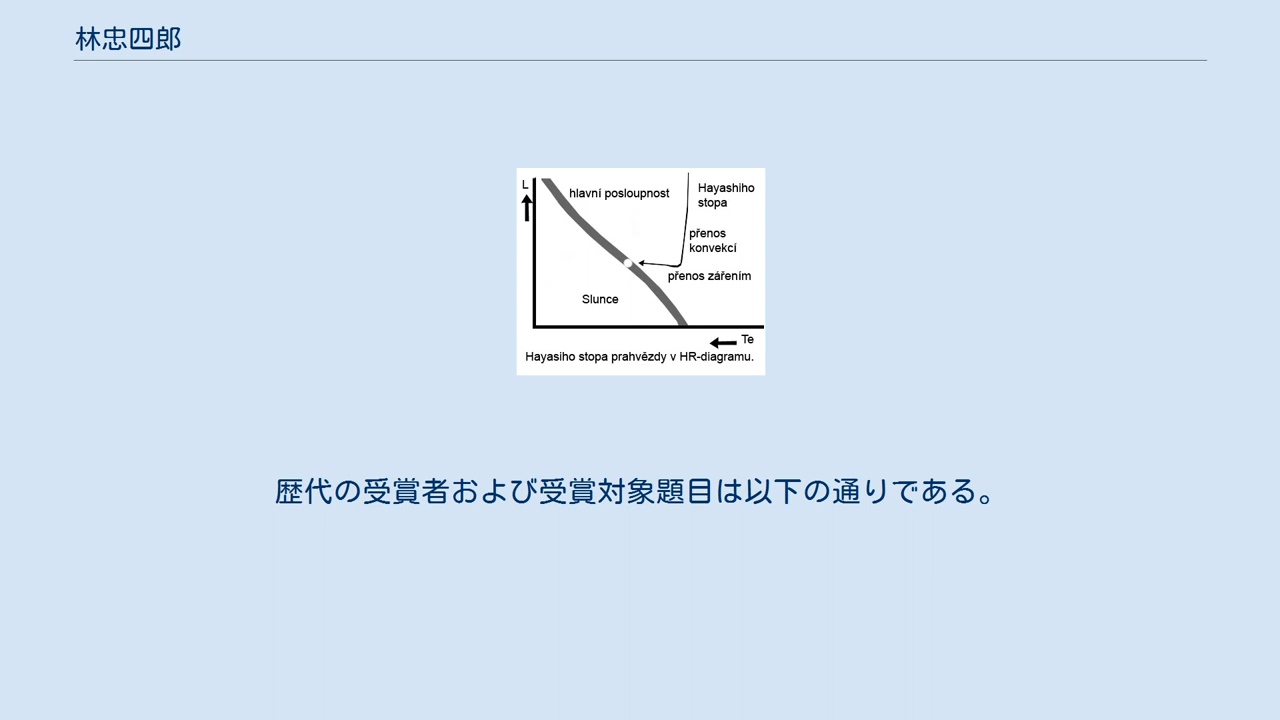 林忠四郎
L
hlavní posloupnost
Hayashiho
stopa
přenos
konvekcí
přenos zářením
Slunce
Te
Hayasiho stopa prahvězdy v HR-diagramu.
歴代の受賞者および受賞対象題目は以下の通りである。